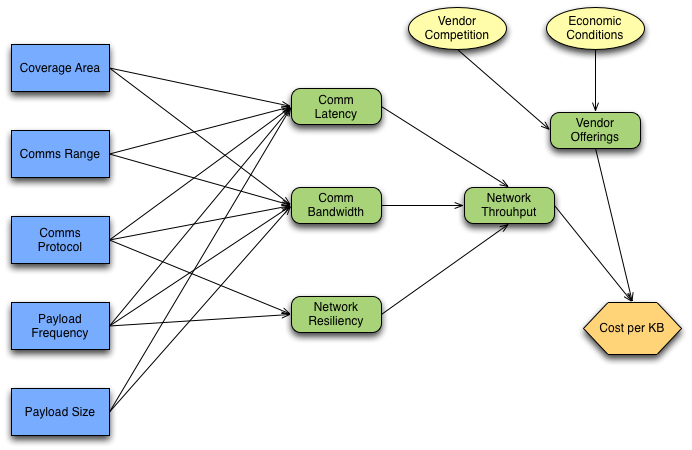 Vendor
Competition
Economic
Conditions
Coverage Area
Comm
Latency
Vendor
Offerings
Comms Range
Comm
Bandwidth
Network
Throuhput
Comms
Protocol
Network
Resiliency
Payload
Frequency
Cost per KB
Payload Size